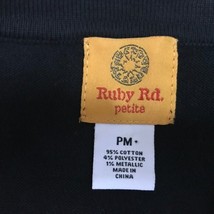 Ruby Rd.
petite
PM •
95% COTTON
4% POLYESTER
1% METALLIC
MADE IN
CHINA